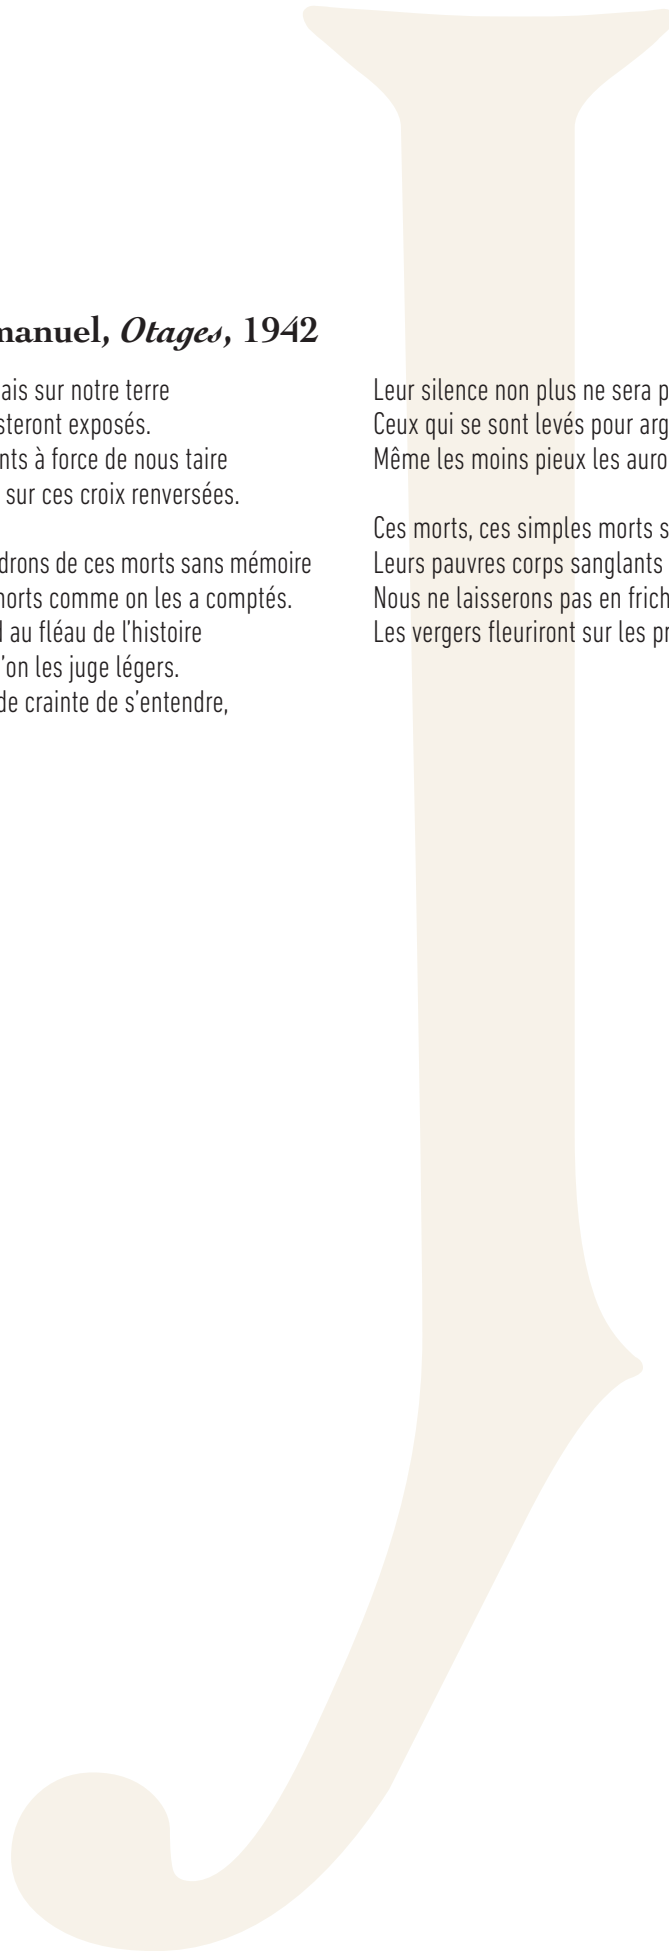 J
manuel, Otages, 1942
ais sur notre terre
steront exposés.
nts à force de nous taire
sur ces croix renversées.
drons de ces morts sans mémoire
morts comme on les a comptés.
d au fléau de l’histoire
l’on les juge légers.
de crainte de s’entendre,
Leur silence non plus ne sera p
Ceux qui se sont levés pour arg
Même les moins pieux les auro
Ces morts, ces simples morts s
Leurs pauvres corps sanglants
Nous ne laisserons pas en frich
Les vergers fleuriront sur les pr